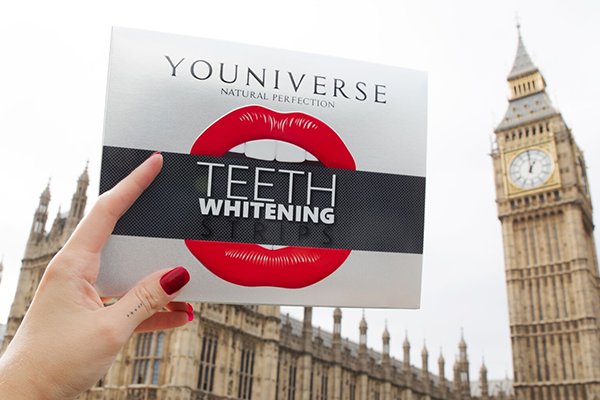 YOUNIVERSE
NATURAL PERFECTION
TEETH
WHITENING
STRIPS